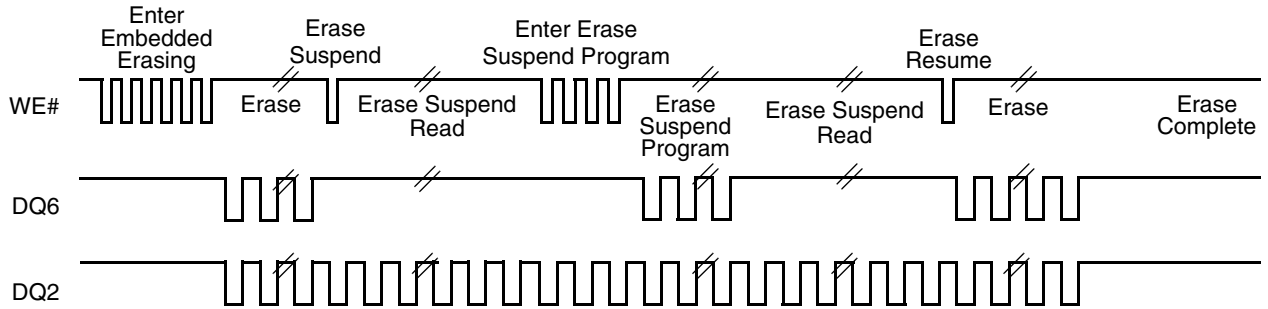 Enter
Embedded
Erasing
Erase
Suspend
Enter Erase
Suspend Program
Erase
Resume
WE#
Erase
Erase Suspend
Read
Erase
Suspend
Program
Erase Suspend
Read
Erase
Erase
Complete
DQ6
DQ2